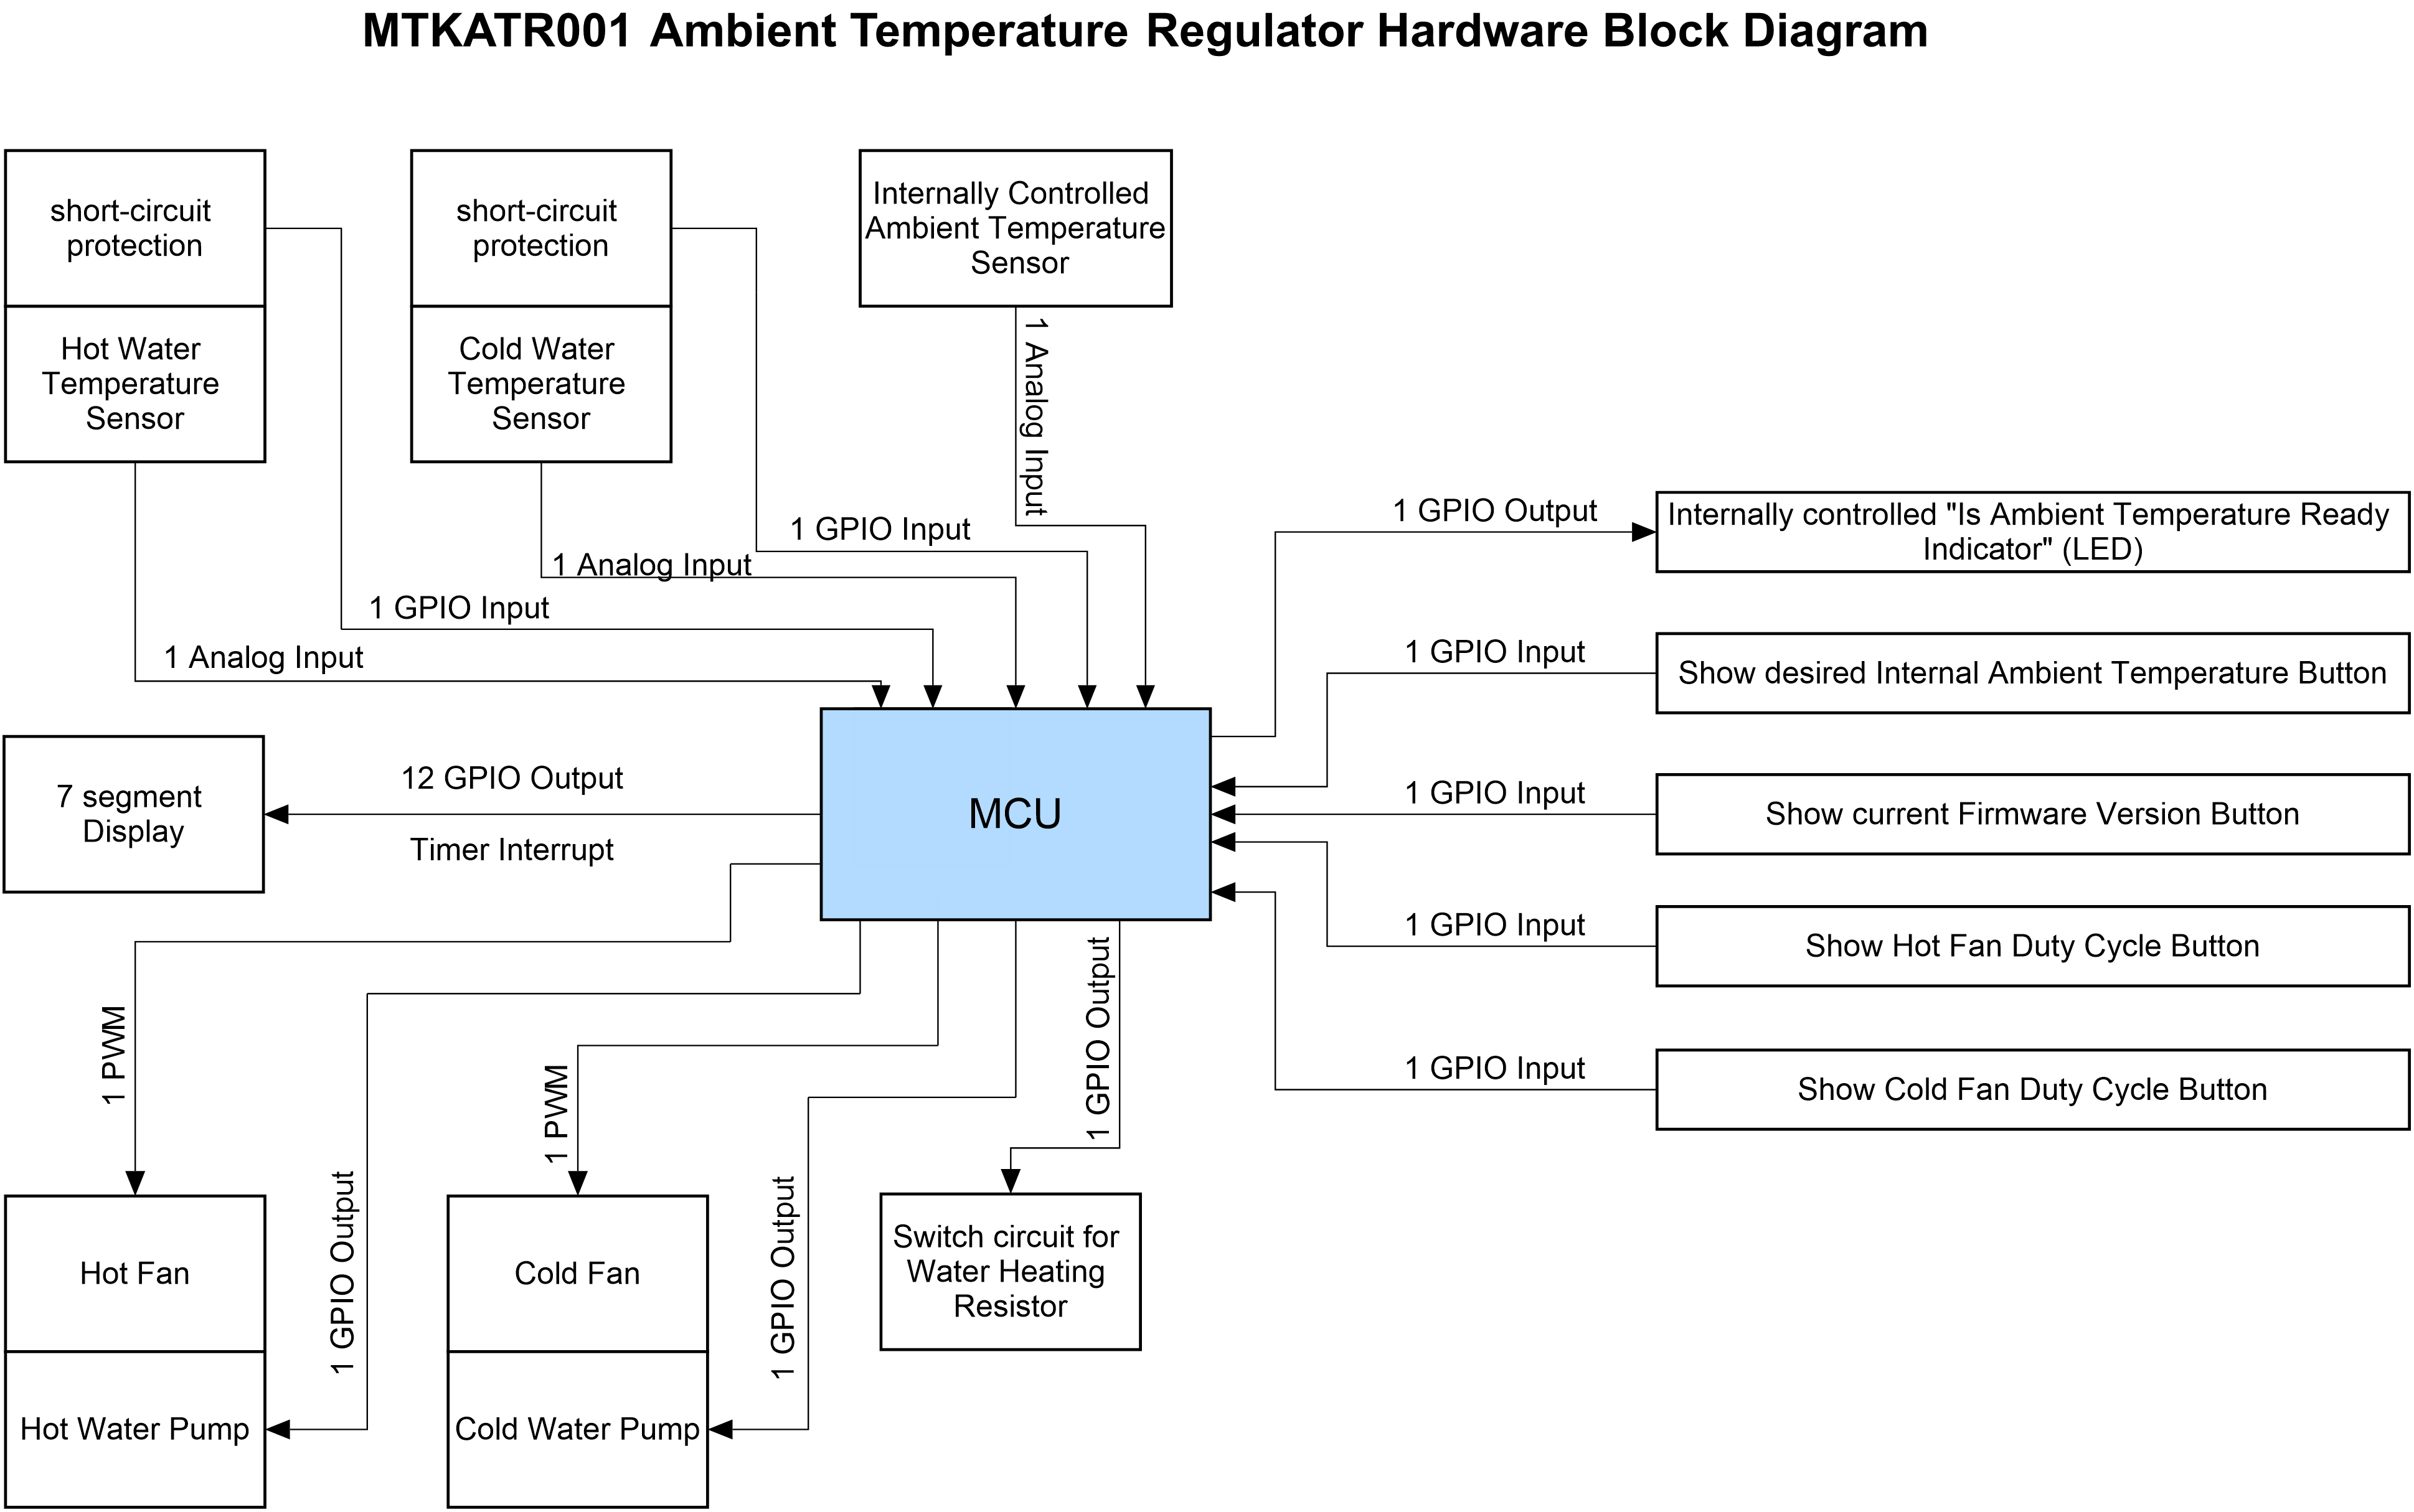 MTKATR001 Ambient Temperature Regulator Hardware Block Diagram
short-circuit
protection
short-circuit
protection
Internally Controlled
Ambient Temperature
Sensor
Hot Water
Temperature
Sensor
Cold Water
Temperature
Sensor
1 Analog Input
1 GPIO Input
1 Analog Input
1 GPIO Input
1 Analog Input
1 GPIO Output
Internally controlled "Is Ambient Temperature Ready
Indicator" (LED)
1 GPIO Input
Show desired Internal Ambient Temperature Button
7 segment
Display
12 GPIO Output
Timer Interrupt
MCU
1 GPIO Input
Show current Firmware Version Button
1 GPIO Input
Show Hot Fan Duty Cycle Button
1 GPIO Input
Show Cold Fan Duty Cycle Button
1 PWM
1 GPIO Output
1 PWM
1 GPIO Output
1 GPIO Output
Hot Fan
Cold Fan
Switch circuit for
Water Heating
Resistor
Hot Water Pump
Cold Water Pump